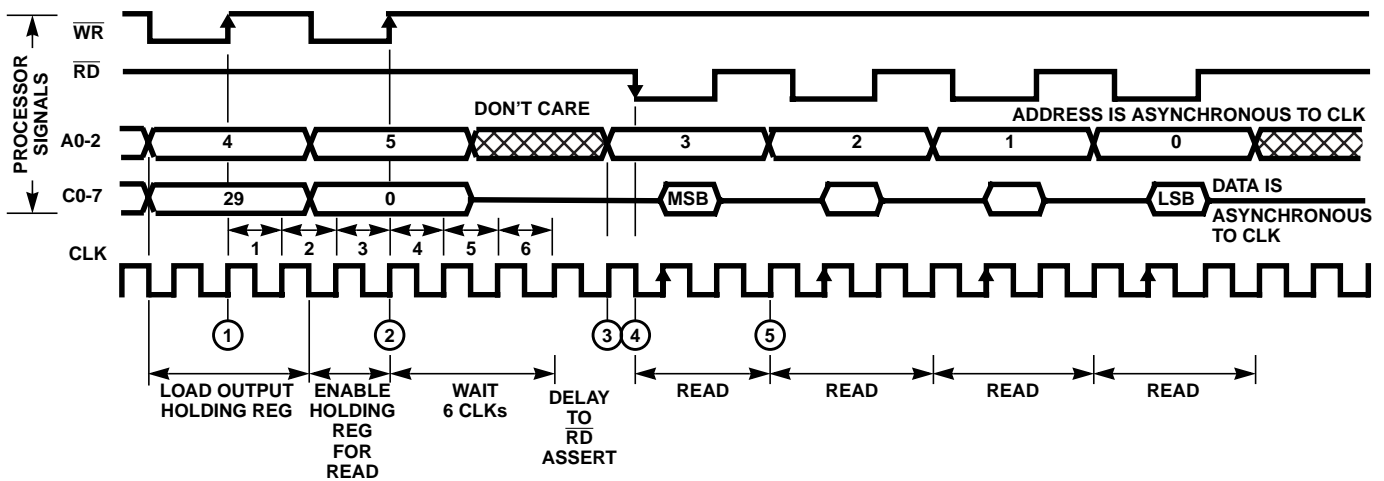 PROCESSOR
SIGNALS
WR
RD
DON'T CARE
ADDRESS IS ASYNCHRONOUS TO CLK
A0-2
4
5
3
2
1
0
C0-7
29
0
MSB
LSB
DATA IS
ASYNCHRONOUS
TO CLK
1
2
3
4
5
6
CLK
1
2
3
4
5
LOAD OUTPUT
HOLDING REG
ENABLE
HOLDING
REG
FOR
READ
WAIT
6 CLKs
DELAY
TO
RD
ASSERT
READ
READ
READ
READ